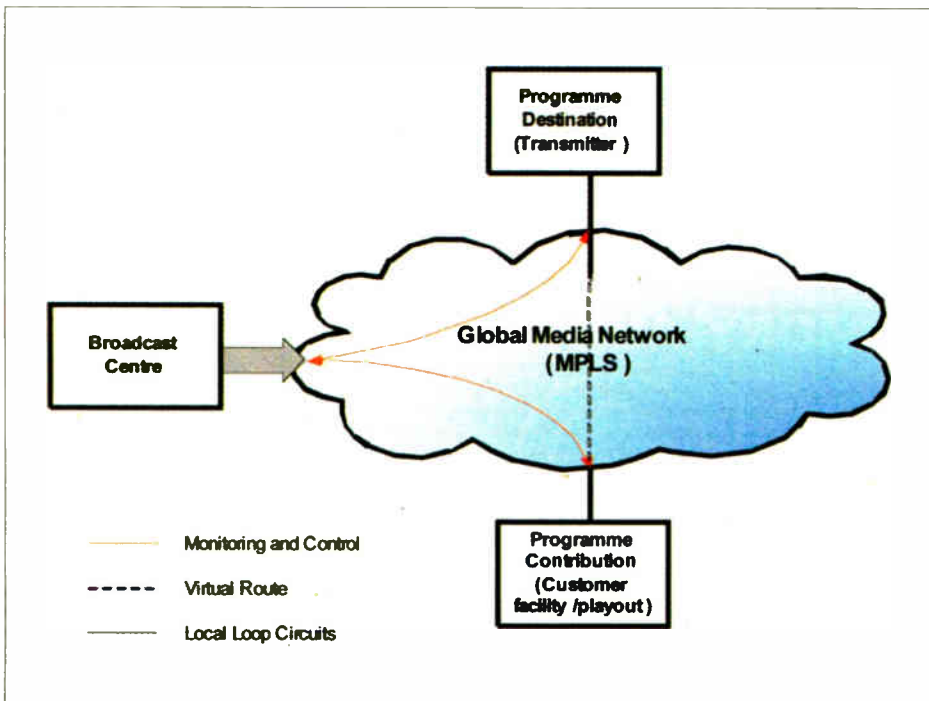 Programme
Destination
(Transmitter )
Global Media Network
(MPLS )
Broadcast
Centre
Programme
Contribution
(Customer
facility /playout )
Monitoring and Control
Virtual Route
Local Loop Circuits